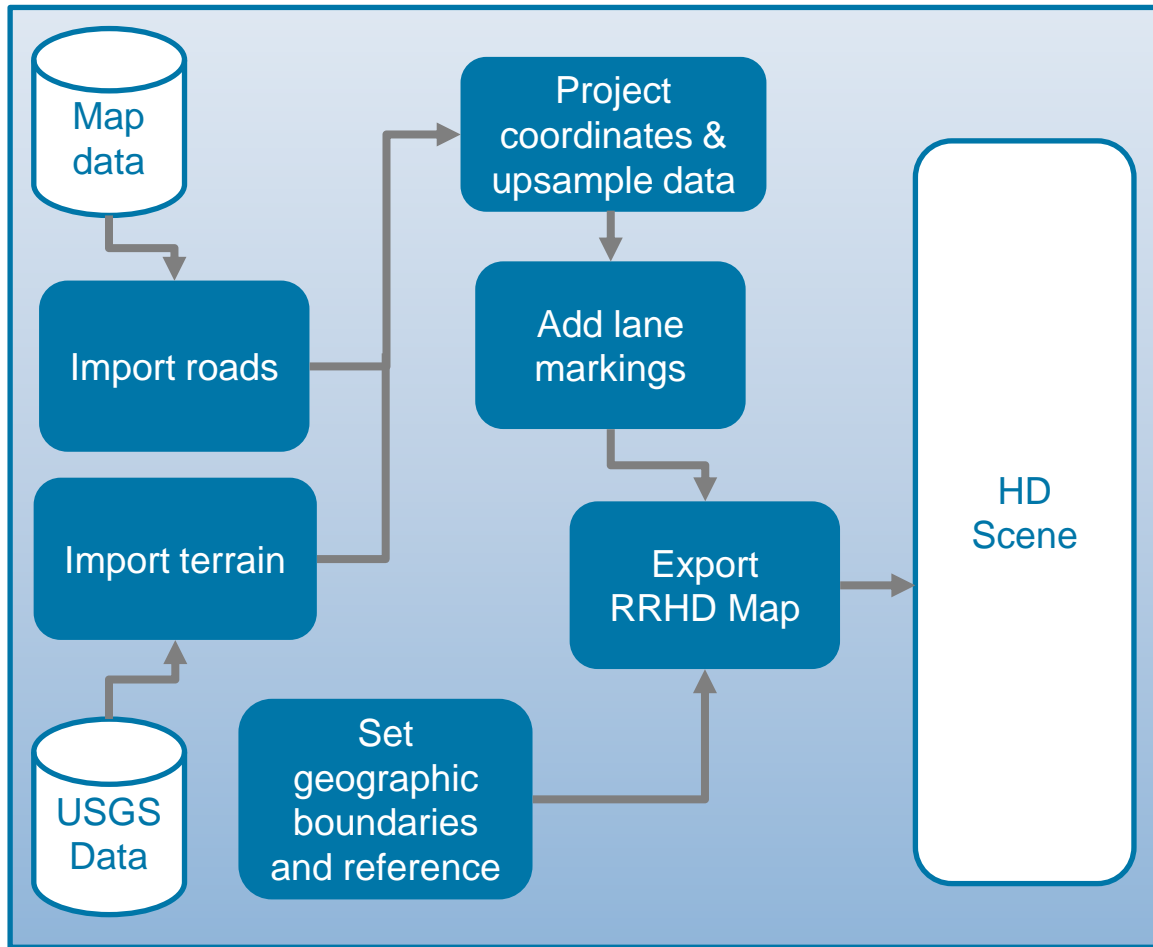 Map
data
Import roads
Import terrain
USGS
Data
Project
coordinates &
upsample data
Add lane
markings
Export
RRHD Map
Set
geographic
boundaries
and reference
HD
Scene